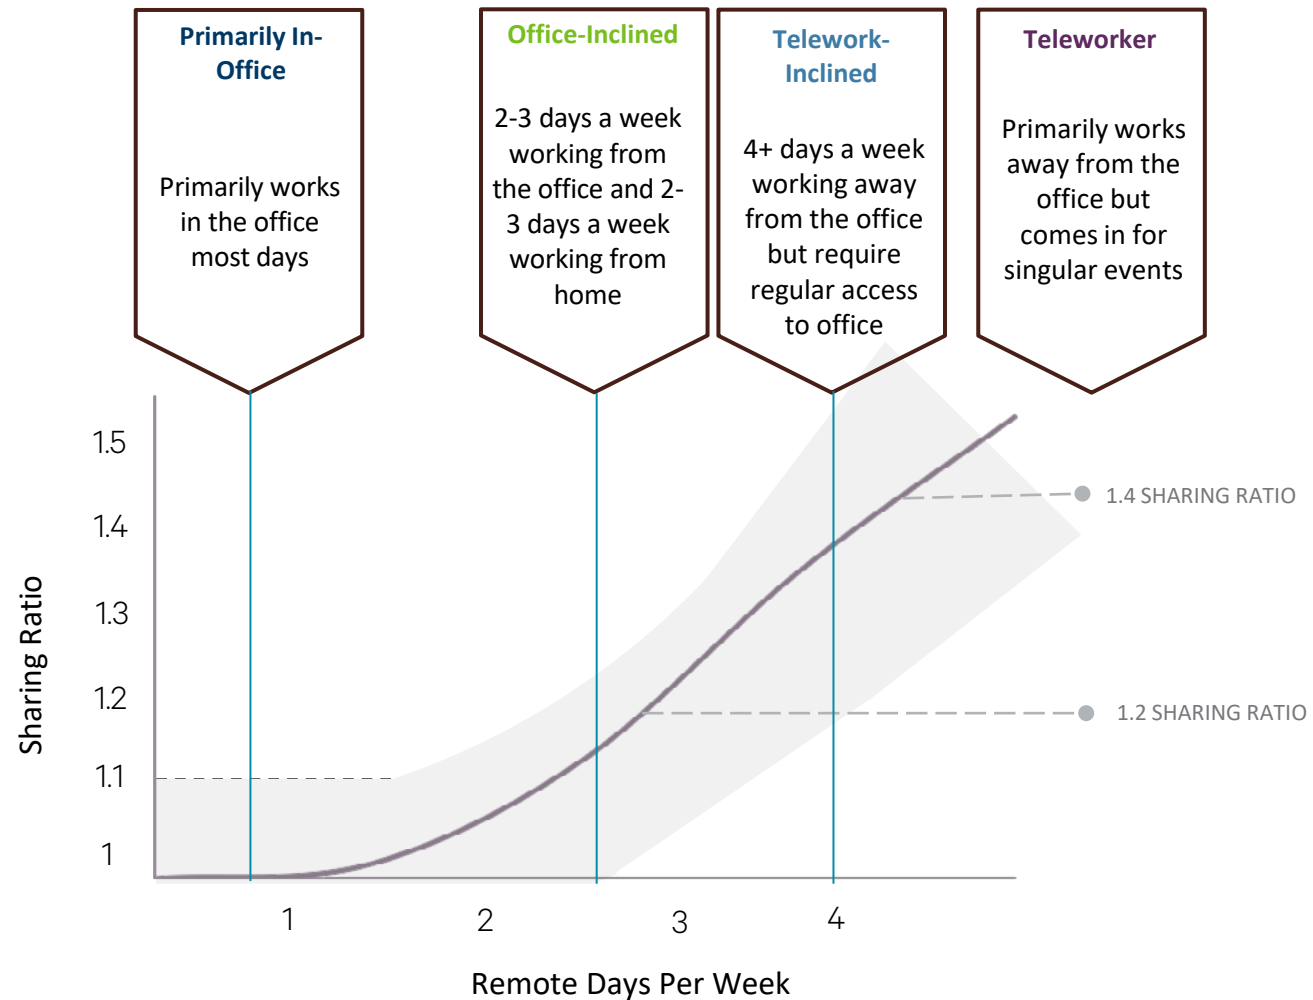 Primarily In-
Office
Primarily works
in the office
most days
Office-Inclined
2-3 days a week
working from
the office and 2-
3 days a week
working from
home
Telework-
Inclined
4+ days a week
working away
from the office
but require
regular access
to office
Teleworker
Primarily works
away from the
office but
comes in for
singular events
Sharing Ratio
1.5
1.4
1.3
1.2
1.1
1
1.4 SHARING RATIO
1.2 SHARING RATIO
1
2
3
4
Remote Days Per Week